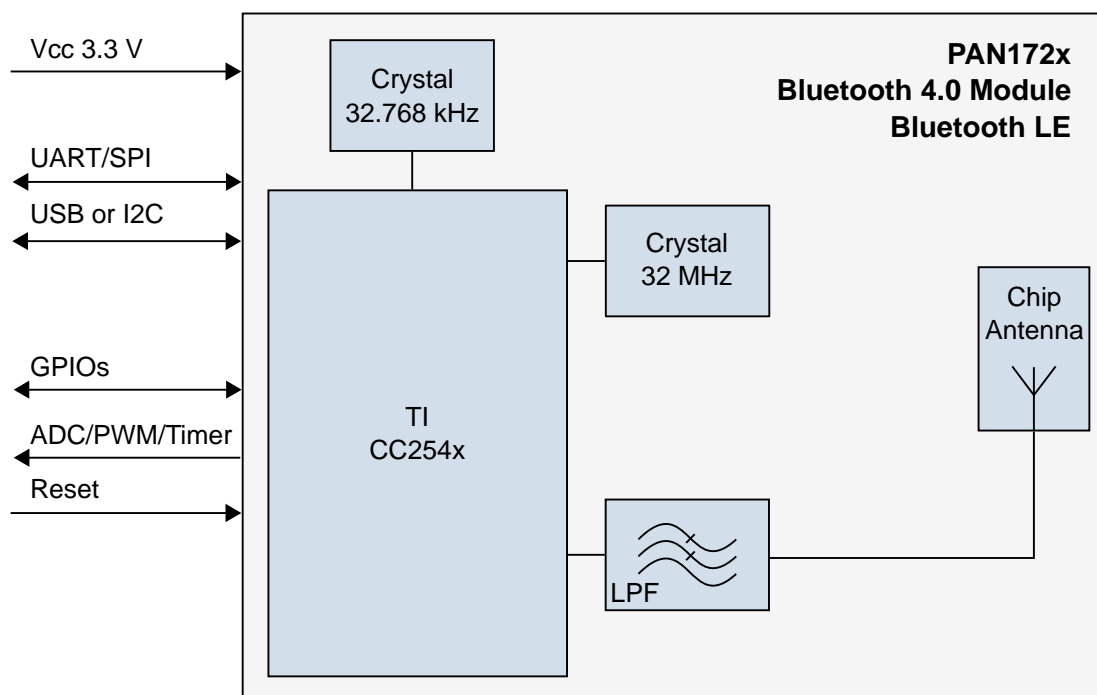 Vcc 3.3 V
UART/SPI
USB or I2C
GPIOs
ADC/PWM/Timer
Reset
Crystal
32.768 kHz
PAN172x
Bluetooth 4.0 Module
Bluetooth LE
Crystal
32 MHz
TI
CC254x
Chip
Antenna
LPF